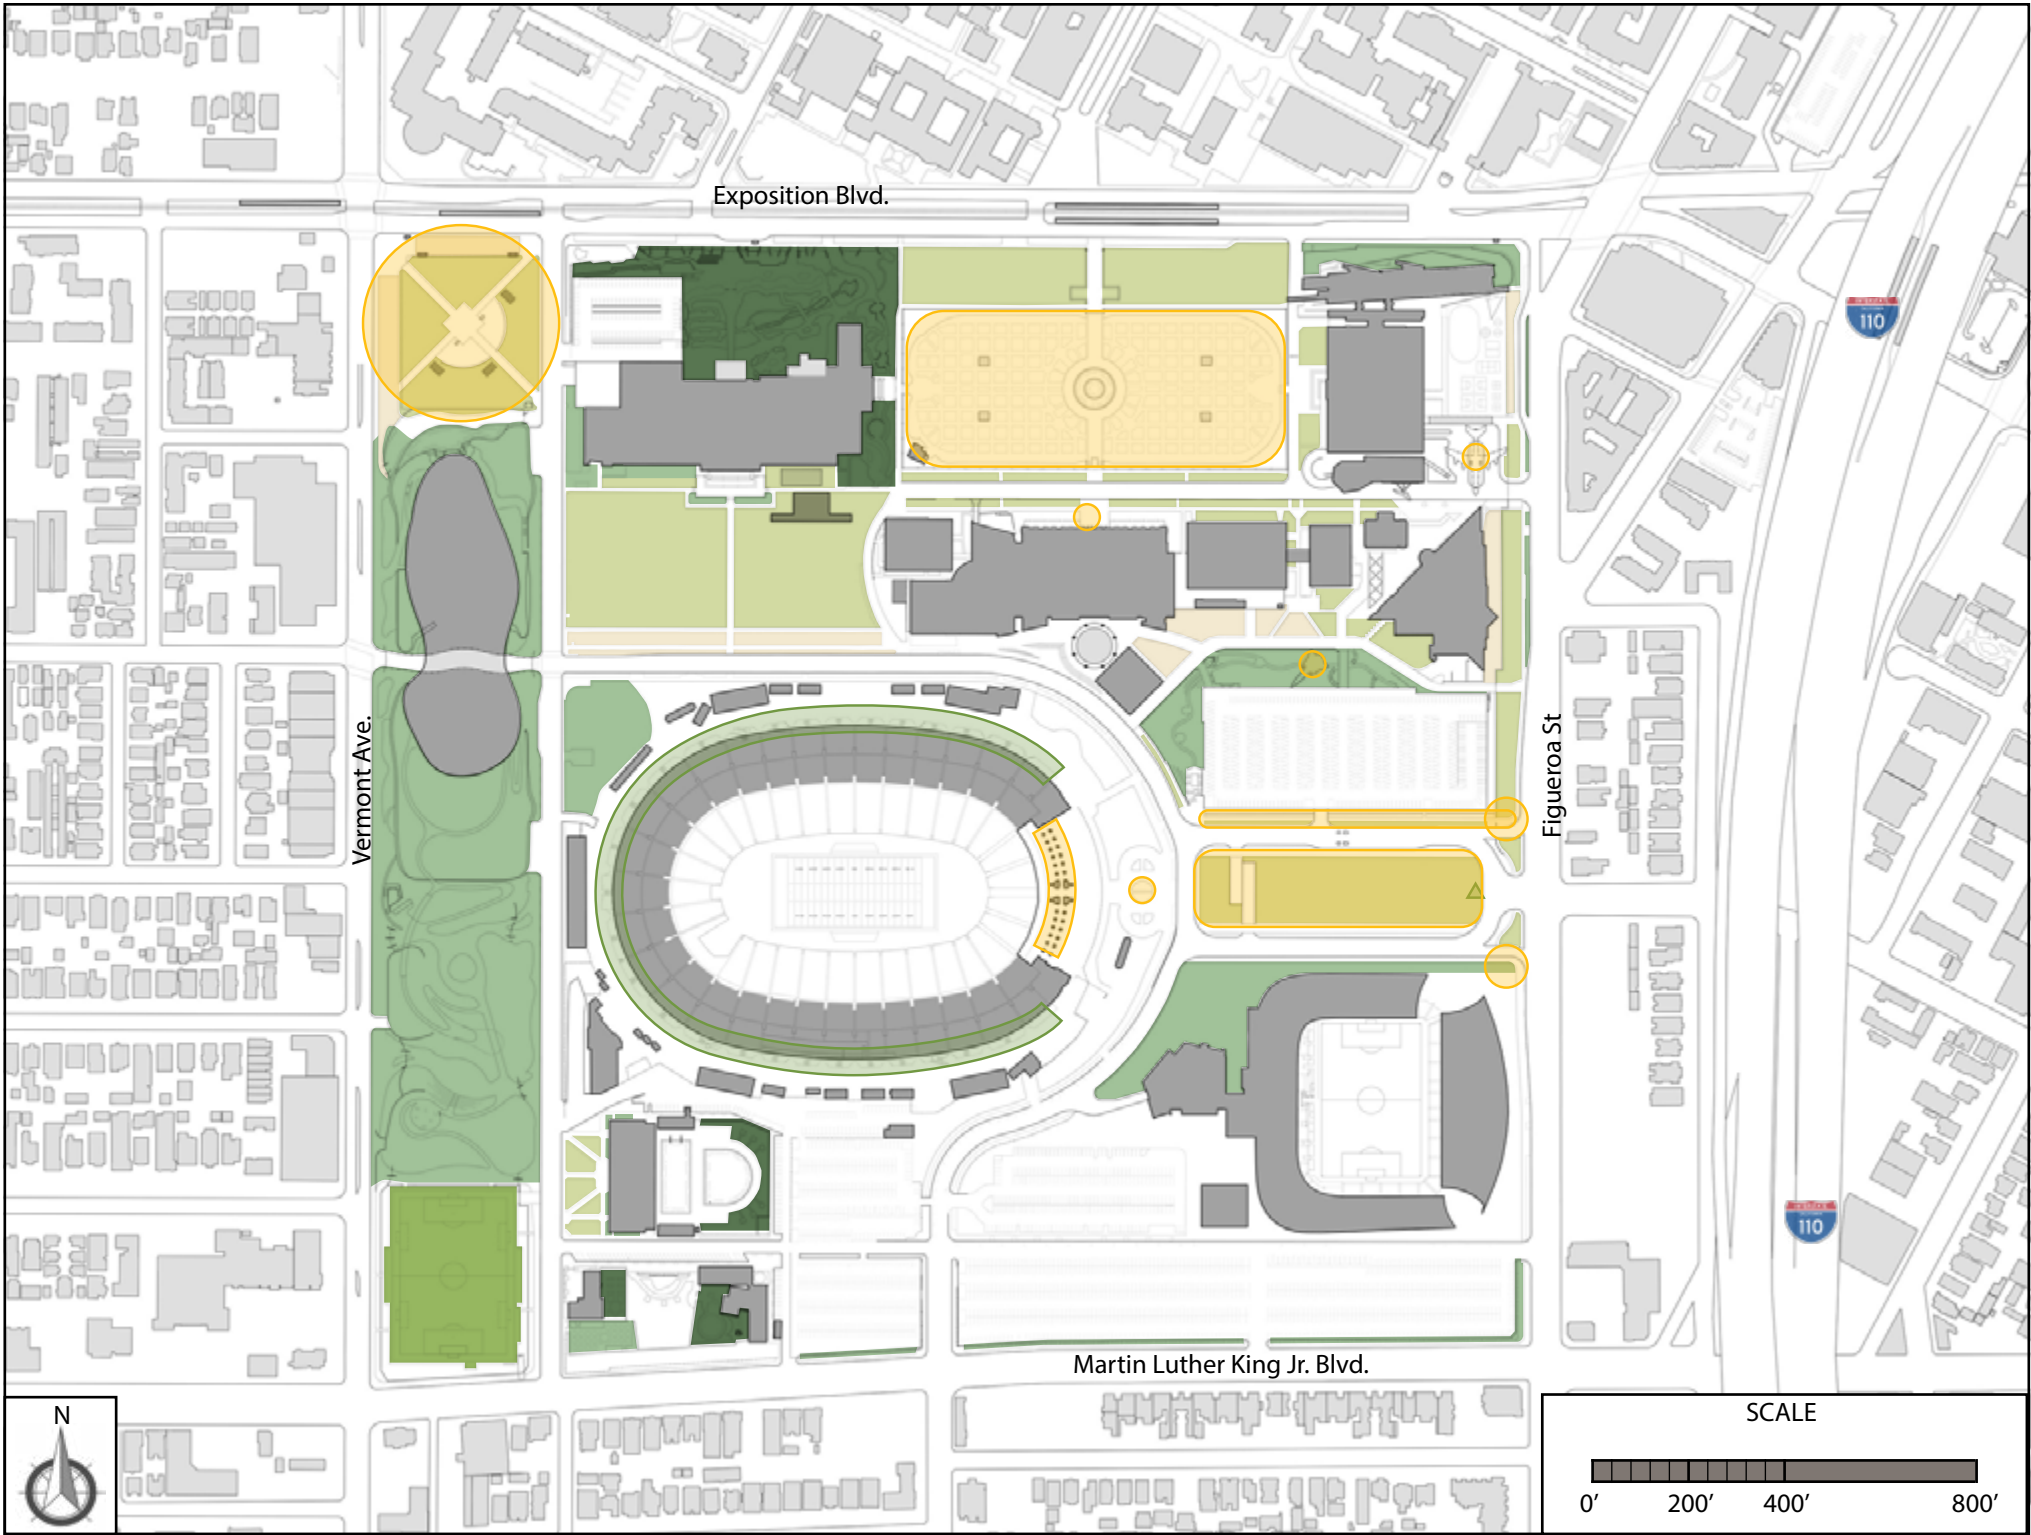 Exposition Blvd.
110
Vermont Ave.
Figueroa St
110
Martin Luther King Jr. Blvd.
N
SCALE
0’ 200’ 400’ 800’